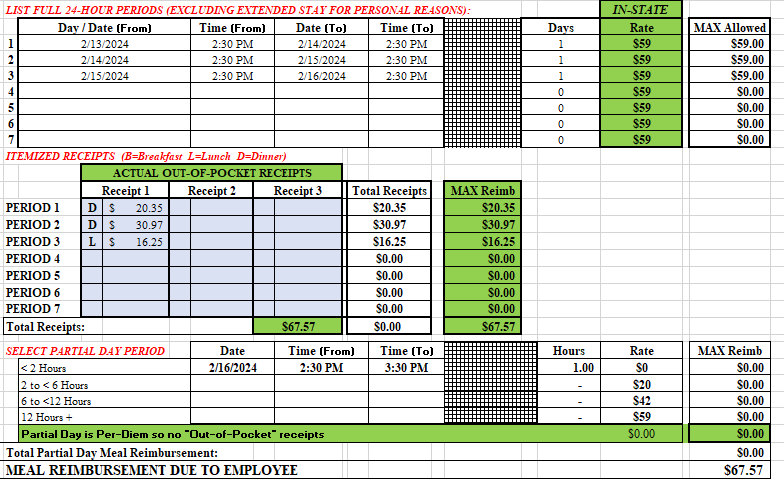 LIST FULL 24-HOUR PERIODS (EXCLUDING EXTENDED STAY FOR PERSONAL REASONS): IN-STATE
Day / Date (From) Time (From) Date (To) Time (To) Days Rate MAX Allowed
1 2/13/2024 2:30 PM 2/14/2024 2:30 PM 1 $59 $59.00
2 2/14/2024 2:30 PM 2/15/2024 2:30 PM 1 $59 $59.00
3 2/15/2024 2:30 PM 2/16/2024 2:30 PM 1 $59 $59.00
4 0 $59 $0.00
5 0 $59 $0.00
6 0 $59 $0.00
7 0 $59 $0.00
ITEMIZED RECEIPTS (B=Breakfast L=Lunch D=Dinner)
ACTUAL OUT-OF-POCKET RECEIPTS
Receipt 1 Receipt 2 Receipt 3 Total Receipts MAX Reimb
PERIOD 1 D $ 20.35 $20.35 $20.35
PERIOD 2 D $ 30.97 $30.97 $30.97
PERIOD 3 L $ 16.25 $16.25 $16.25
PERIOD 4 $0.00 $0.00
PERIOD 5 $0.00 $0.00
PERIOD 6 $0.00 $0.00
PERIOD 7 $0.00 $0.00
Total Receipts: $67.57 $0.00 $67.57
SELECT PARTIAL DAY PERIOD Date Time (From) Time (To) Hours Rate MAX Reimb
< 2 Hours 2/16/2024 2:30 PM 3:30 PM 1.00 $0 $0.00
2 to < 6 Hours - $20 $0.00
6 to <12 Hours - $42 $0.00
12 Hours + - $59 $0.00
Partial Day is Per-Diem so no "Out-of-Pocket" receipts $0.00 $0.00
Total Partial Day Meal Reimbursement: $0.00
MEAL REIMBURSEMENT DUE TO EMPLOYEE $67.57